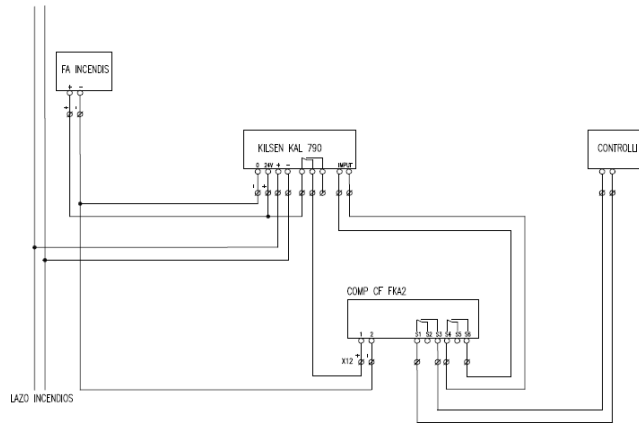 FA INCENDIS
+ -
+ -
KILSEN KAL 790
0 24V + - IMPUT
- +
CONTROLLI
COMP CF FKA2
1 2 S1 S2 S3 S4 S5 S6
X12 + -
LAZO INCENDIOS